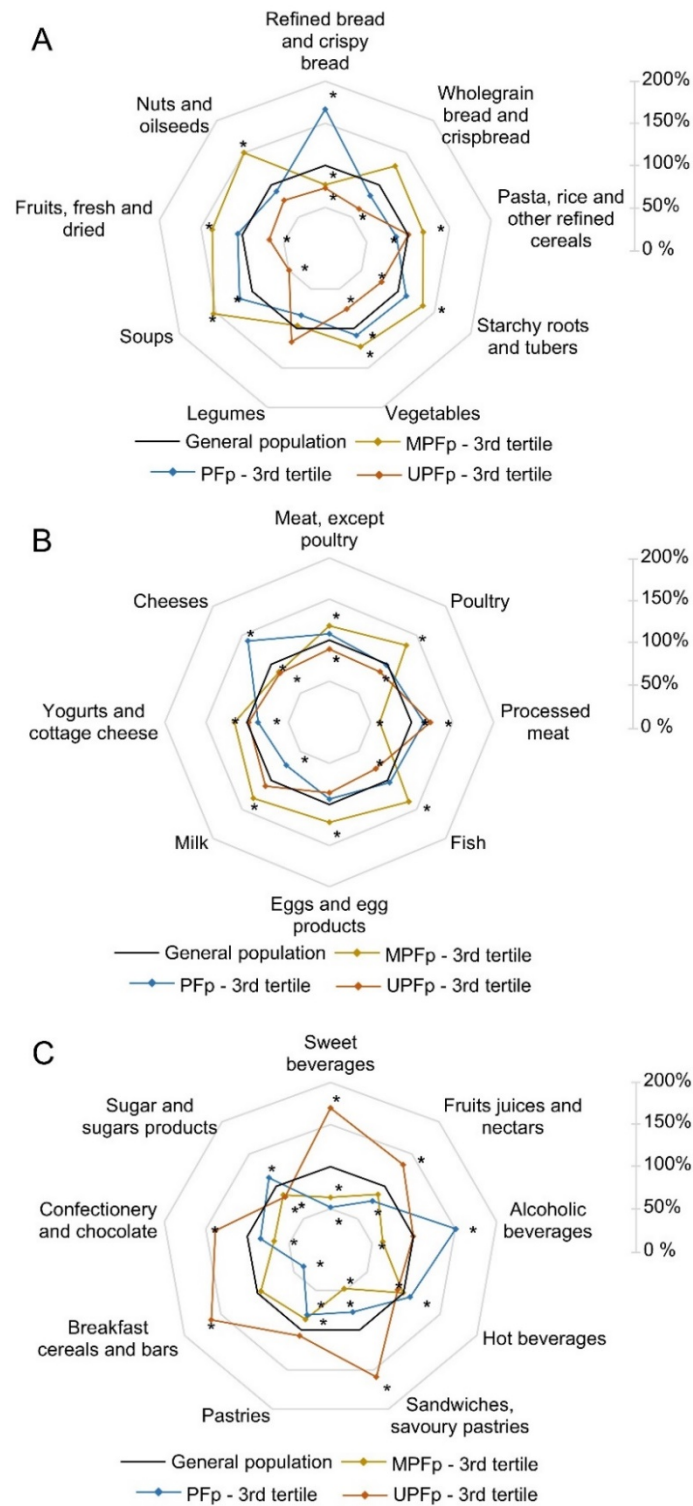 A
Refined bread
and crispy
bread
Nuts and
oilseeds
Wholegrain
bread and
crispbread
200%
150%
100%
50%
0 %
Fruits, fresh and
dried
Pasta, rice and
other refined
cereals
Soups
Starchy roots
and tubers
Legumes
Vegetables
General population
MPFp - 3rd tertile
PFp - 3rd tertile
UPFp - 3rd tertile
B
Meat, except
poultry
Cheeses
Poultry
200%
150%
100%
50%
0 %
Yogurts and
cottage cheese
Processed
meat
Milk
Fish
Eggs and egg
products
General population
MPFp - 3rd tertile
PFp - 3rd tertile
UPFp - 3rd tertile
C
Sweet
beverages
Sugar and
sugars products
Fruits juices and
nectars
200%
150%
100%
50%
0 %
Confectionery
and chocolate
Alcoholic
beverages
Breakfast
cereals and bars
Hot beverages
Pastries
Sandwiches,
savoury pastries
General population
MPFp - 3rd tertile
PFp - 3rd tertile
UPFp - 3rd tertile